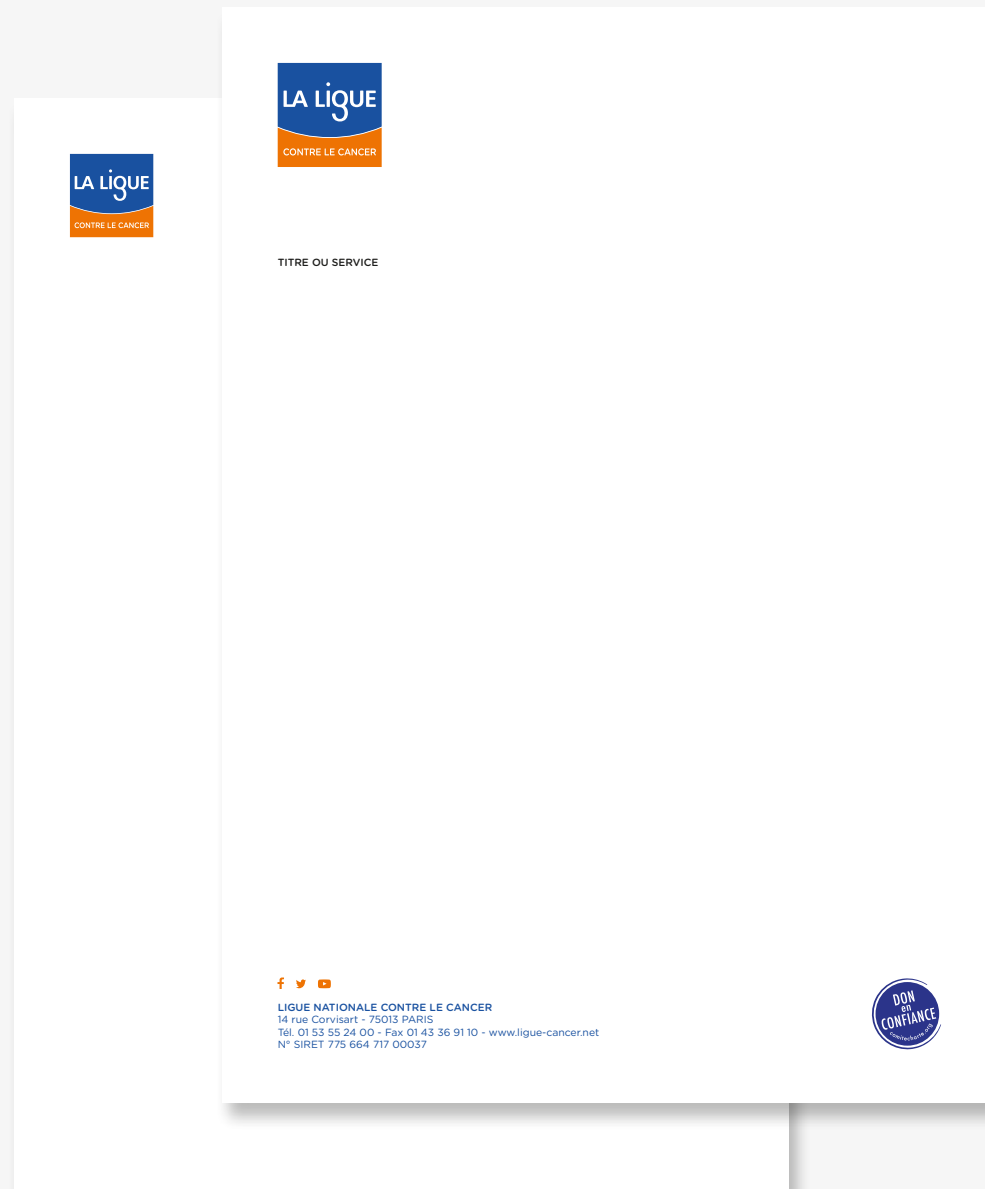 LA LIGUE
CONTRE LE CANCER
LA LIGUE
CONTRE LE CANCER
TITRE OU SERVICE
LIGUE NATIONALE CONTRE LE CANCER
14 rue Corvisart - 75013 PARIS
Tél. 01 53 55 24 00 - Fax 01 43 36 91 10 - www.ligue-cancer.net
N° SIRET 775 664 717 00037
DON
en
CONFIANCE
comitecharte.org